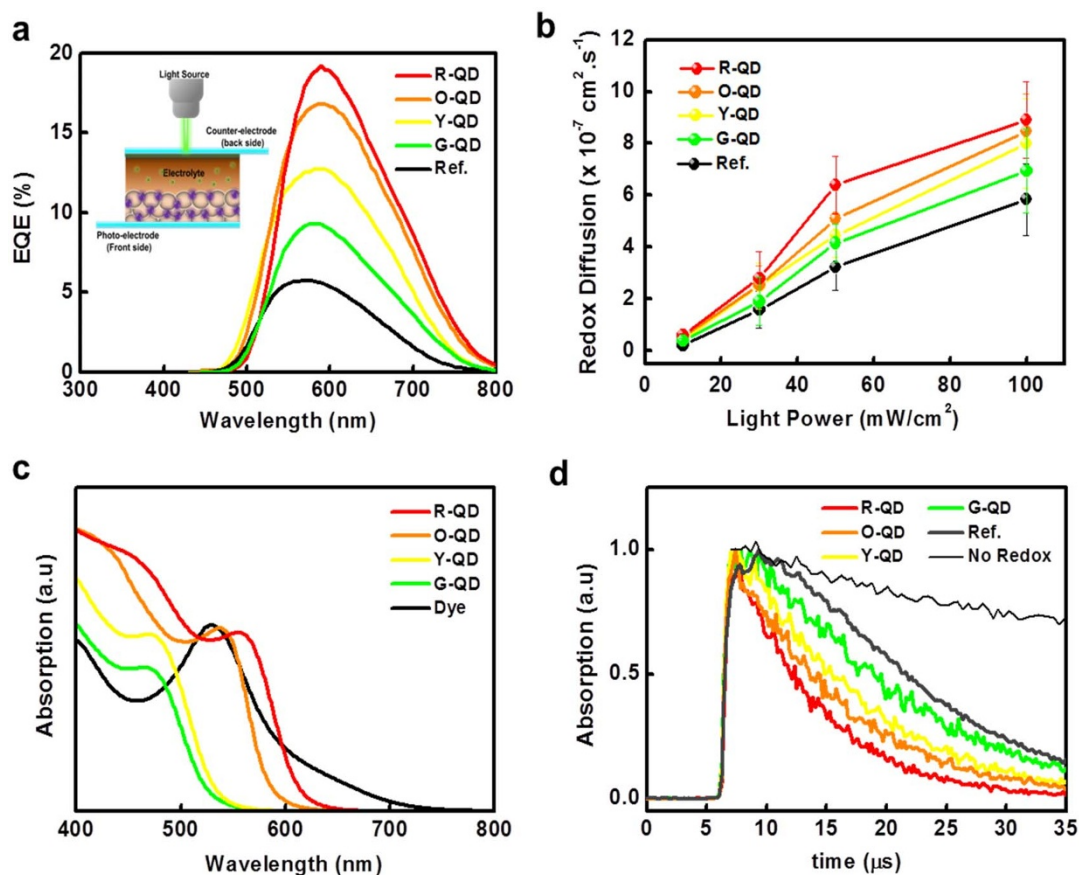 a
20
15
10
5
0
EQE (%)
300 400 500 600 700 800
Wavelength (nm)
Light Source
Counter-electrode
(back side)
Electrolyte
Photo-electrode
(Front side)
R-QD
O-QD
Y-QD
G-QD
Ref.
b
12
10
8
6
4
2
0
Redox Diffusion (x 10⁻⁷ cm².s⁻¹)
0 20 40 60 80 100
Light Power (mW/cm²)
R-QD
O-QD
Y-QD
G-QD
Ref.
c
Absorption (a.u)
400 500 600 700 800
Wavelength (nm)
R-QD
O-QD
Y-QD
G-QD
Dye
d
1.0
0.5
0.0
Absorption (a.u)
0 5 10 15 20 25 30 35
time (μs)
R-QD
O-QD
Y-QD
G-QD
Ref.
No Redox